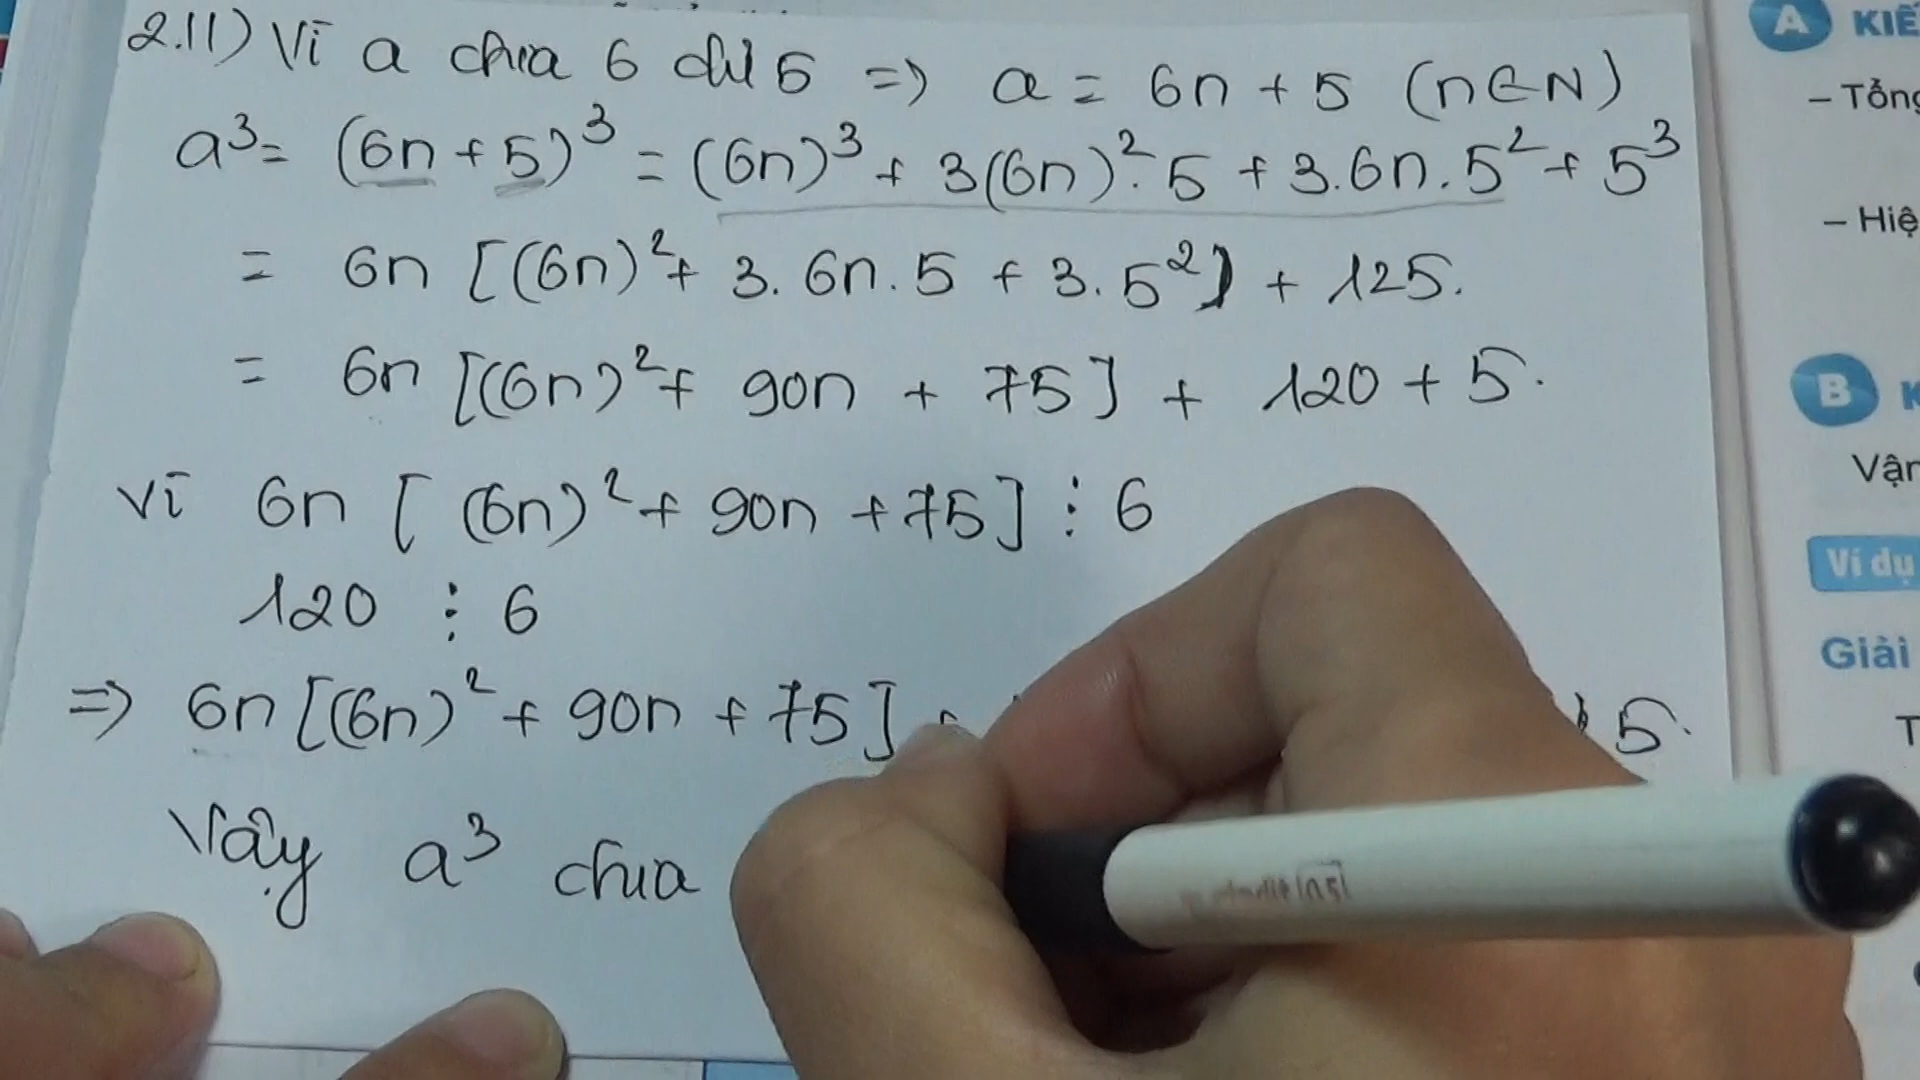 2.11) Vì a chia 6 dư 5 => a = 6n + 5 (n∈N)
a³ = (6n + 5)³ = (6n)³ + 3(6n)².5 + 3.6n.5² + 5³
= 6n [(6n)² + 3.6n.5 + 3.5²] + 125.
= 6n [(6n)² + 90n + 75] + 120 + 5.
Vì 6n [(6n)² + 90n + 75] ⋮ 6
120 ⋮ 6
=> 6n [(6n)² + 90n + 75] 5.
Vậy a³ chia
A
- Tổng
- Hiệ
B
Ví dụ
Giải